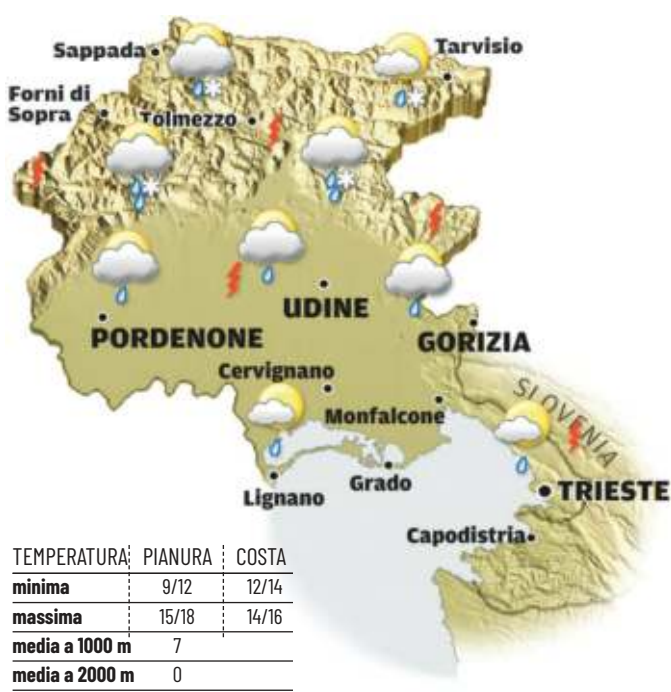 Sappada
Tarvisio
Forni di
Sopra
Tolmezzo
UDINE
PORDENONE
GORIZIA
Cervignano
SLOVENIA
Monfalcone
Grado
Lignano
TRIESTE
Capodistria
TEMPERATURA PIANURA COSTA
minima 9/12 12/14
massima 15/18 14/16
media a 1000 m 7
media a 2000 m 0